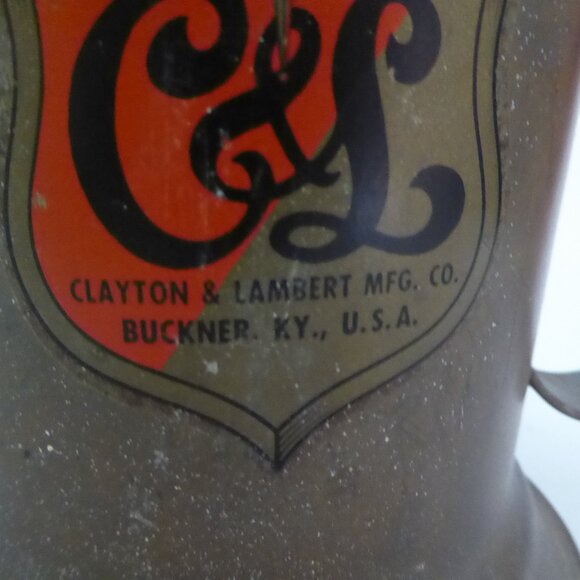 C&L
CLAYTON & LAMBERT MFG. CO.
BUCKNER. KY., U.S.A.